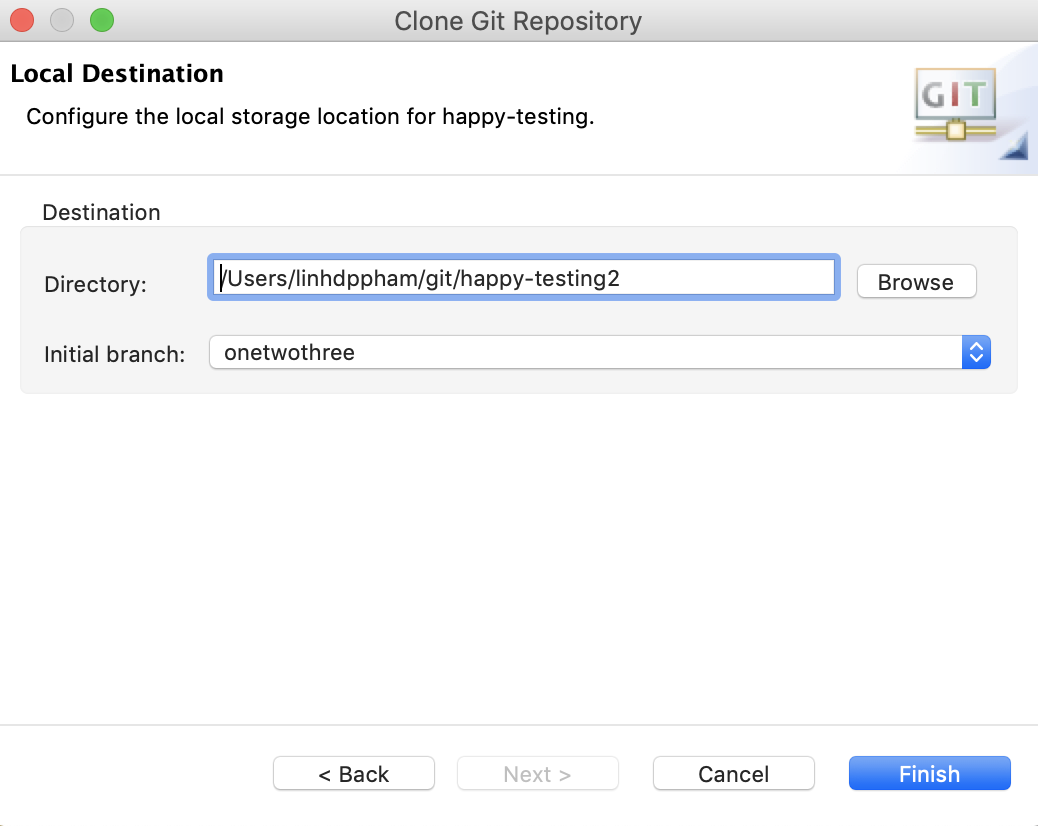 Clone Git Repository
Local Destination
Configure the local storage location for happy-testing.
GIT
Destination
Directory: /Users/linhdppham/git/happy-testing2 Browse
Initial branch: onetwothree
< Back Next > Cancel Finish